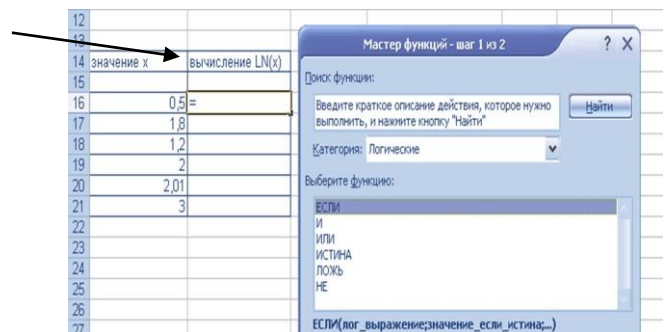 12
13
Мастер функций - шаг 1 из 2
? X
14 значение x вычисление LN(x)
Поиск функции:
15
16 0,5 =
Введите краткое описание действия, которое нужно выполнить, и нажмите кнопку "Найти"
Найти
17 1,8
18 1,2
Категория: Логические
19 2
20 2,01
Выберите функцию:
21 3
ЕСЛИ
22
И
23
ИЛИ
ИСТИНА
24
ЛОЖЬ
25
НЕ
26
27
ЕСЛИ(лог_выражение;значение_если_истина;...)